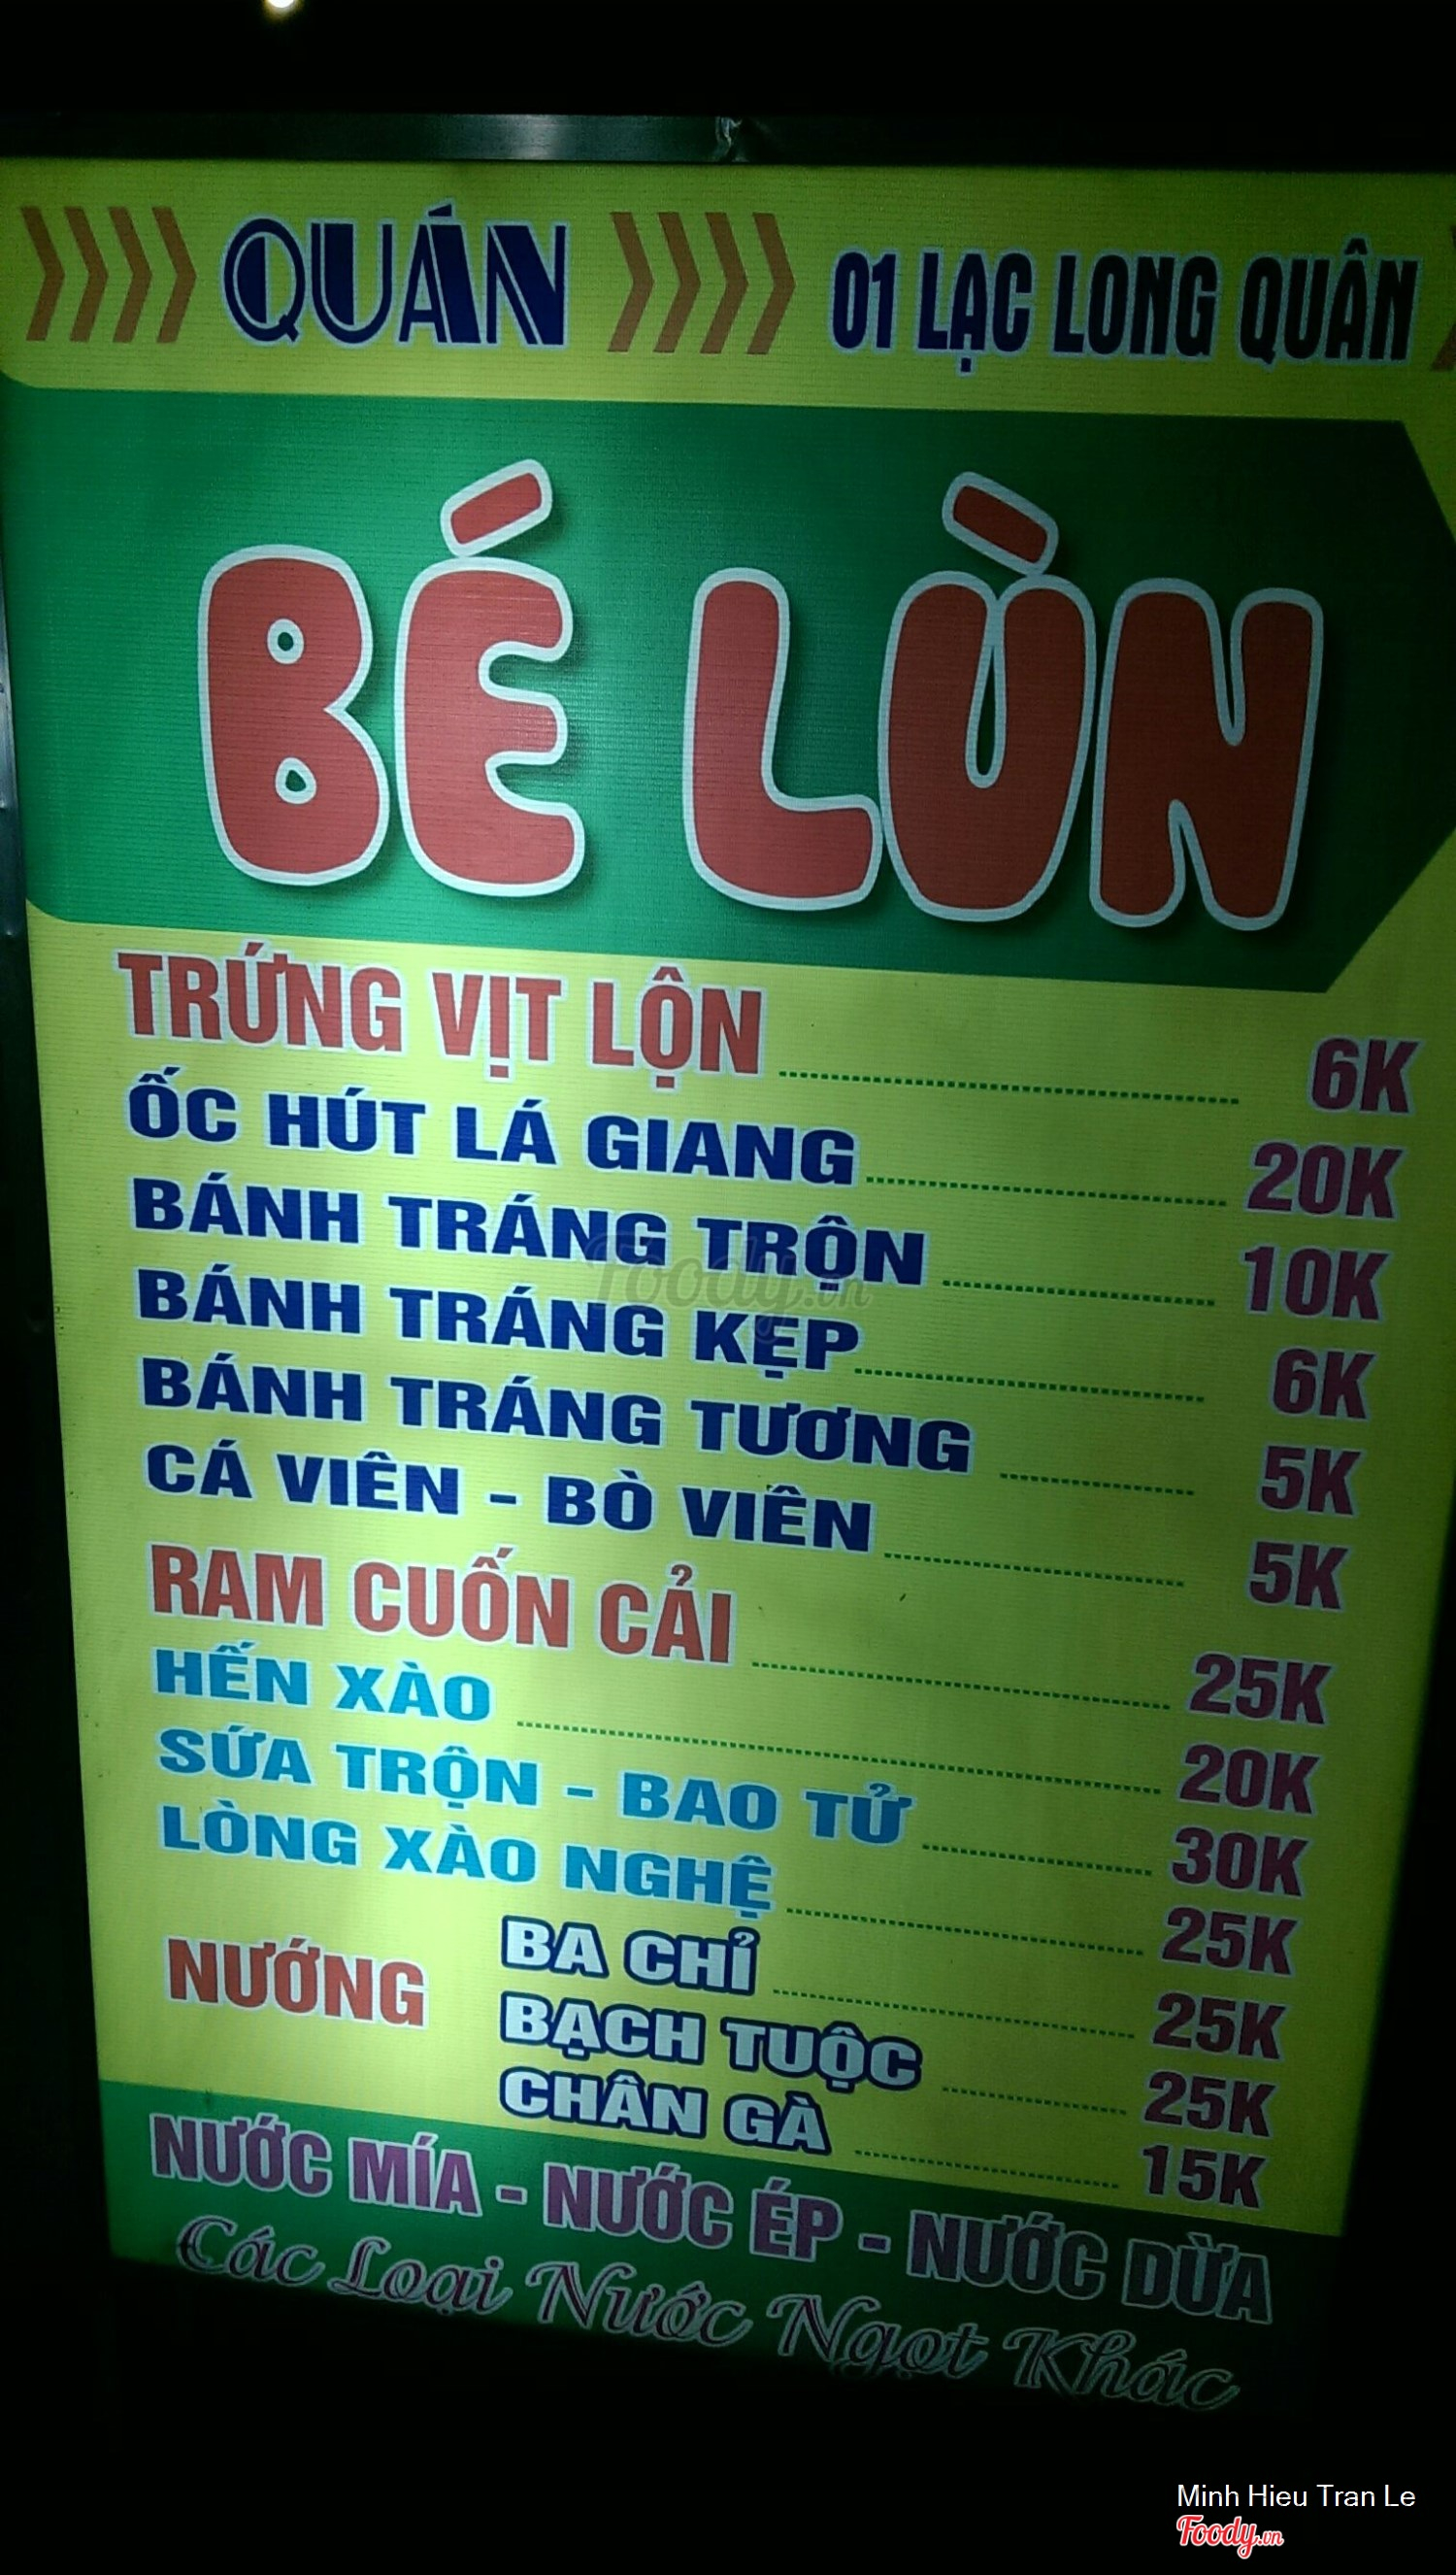 QUÁN 01 LẠC LONG QUÂN
BÉ LÙN
TRỨNG VỊT LỘN 6K
ỐC HÚT LÁ GIANG 20K
BÁNH TRÁNG TRỘN 10K
BÁNH TRÁNG KẸP 6K
BÁNH TRÁNG TƯƠNG 5K
CÁ VIÊN - BÒ VIÊN 5K
RAM CUỐN CẢI 25K
HẾN XÀO 20K
SỨA TRỘN - BAO TỬ 30K
LÒNG XÀO NGHỆ 25K
NƯỚNG BA CHỈ 25K
BẠCH TUỘC 25K
CHÂN GÀ 15K
NƯỚC MÍA - NƯỚC ÉP - NƯỚC DỪA
Các Loại Nước Ngọt Khác
Foody.vn
Minh Hieu Tran Le
Foody.vn